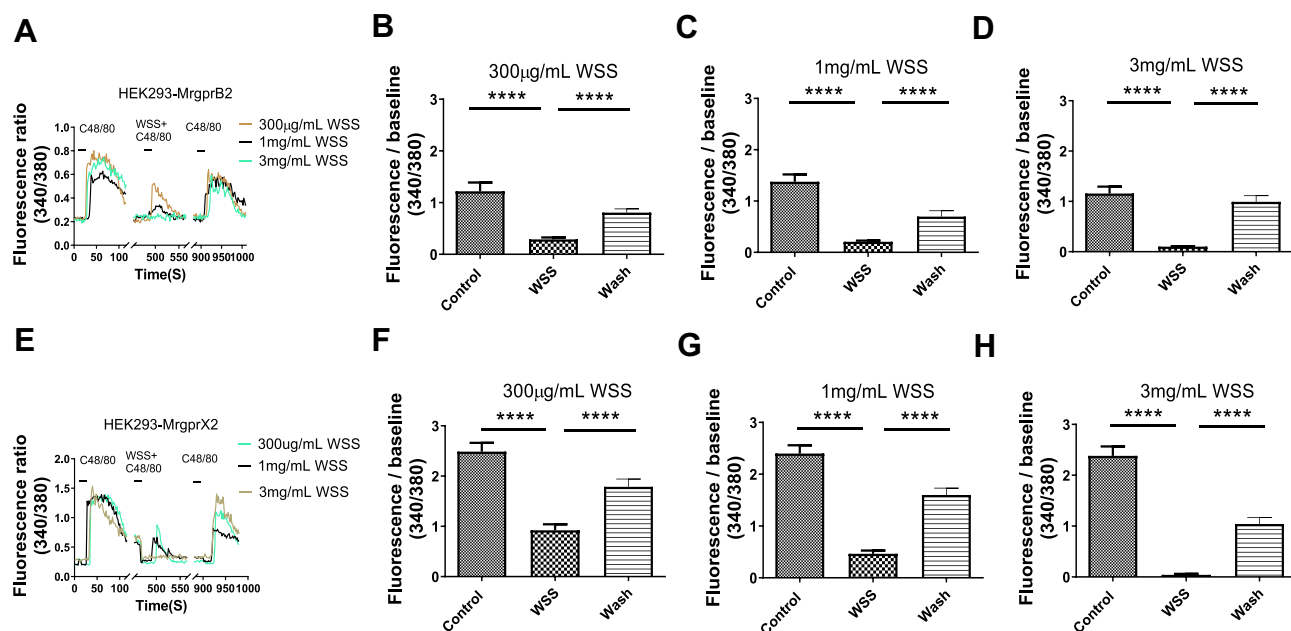 A
HEK293-MrgprB2
C48/80
WSS+
C48/80
C48/80
300μg/mL WSS
1mg/mL WSS
3mg/mL WSS
Fluorescence ratio
(340/380)
1.0
0.8
0.6
0.4
0.2
0.0
0 50 100 500 550 900 950 1000
Time(S)
B
300μg/mL WSS
**** ****
Fluorescence / baseline
(340/380)
3
2
1
0
Control WSS Wash
C
1mg/mL WSS
**** ****
Fluorescence / baseline
(340/380)
3
2
1
0
Control WSS Wash
D
3mg/mL WSS
**** ****
Fluorescence / baseline
(340/380)
3
2
1
0
Control WSS Wash
E
HEK293-MrgprX2
C48/80
WSS+
C48/80
C48/80
300ug/mL WSS
1mg/mL WSS
3mg/mL WSS
Fluorescence ratio
(340/380)
2.0
1.5
1.0
0.5
0.0
0 50 100 500 550 900 950 1000
Time(S)
F
300μg/mL WSS
**** ****
Fluorescence / baseline
(340/380)
3
2
1
0
Control WSS Wash
G
1mg/mL WSS
**** ****
Fluorescence / baseline
(340/380)
3
2
1
0
Control WSS Wash
H
3mg/mL WSS
**** ****
Fluorescence / baseline
(340/380)
3
2
1
0
Control WSS Wash